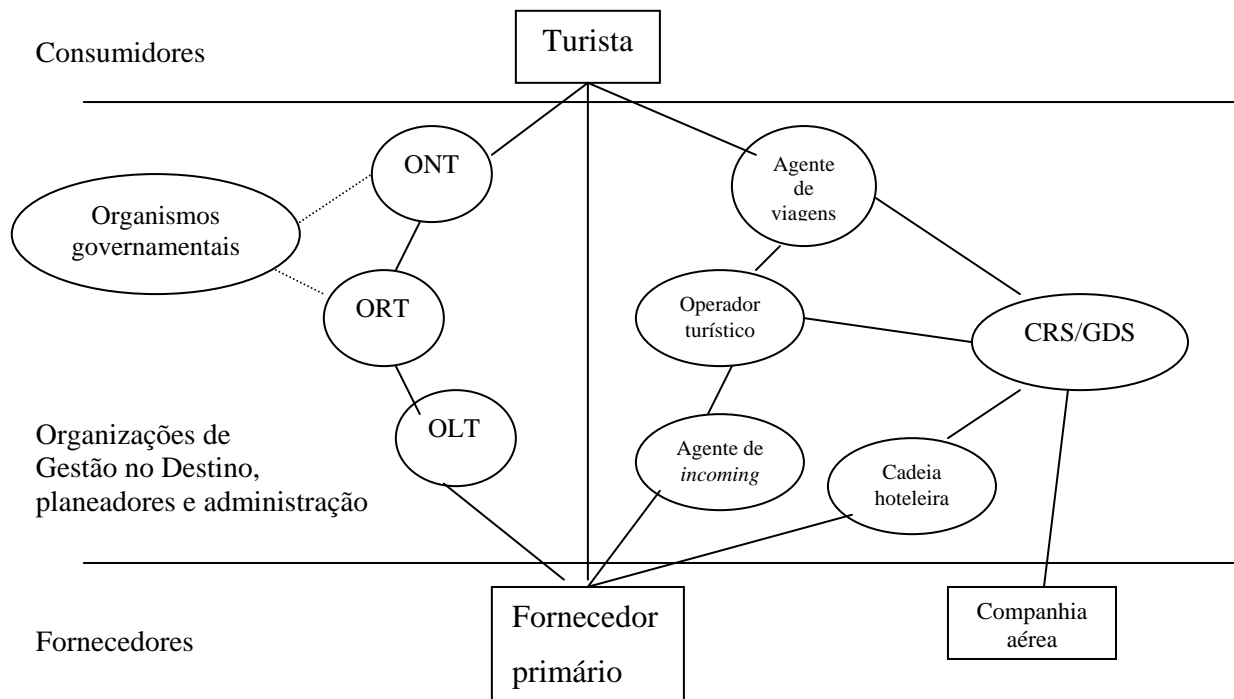 Consumidores
Turista
ONT
Agente
de
viagens
Organismos
governamentais
ORT
Operador
turístico
CRS/GDS
OLT
Organizações de
Gestão no Destino,
planeadores e administração
Agente de
incoming
Cadeia
hoteleira
Fornecedores
Fornecedor
primário
Companhia
aérea